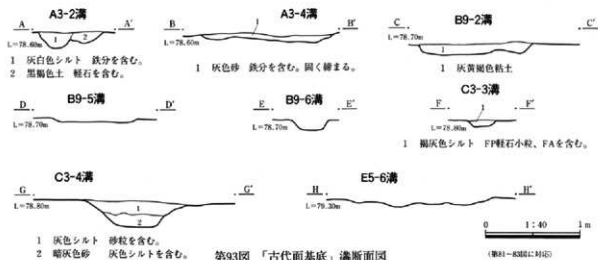 A3-2溝
A A′
L=78.60m
1 2
1 灰白色シルト 鉄分を含む。
2 黒褐色土 軽石を含む。
A3-4溝
B 1 B′
L=78.60m
1 灰色砂 鉄分を含む。固く締まる。
B9-2溝
C C′
L=78.70m
1
1 灰黄褐色粘土
B9-5溝
D D′
L=78.70m
B9-6溝
E E′
L=78.70m
C3-3溝
F 1 F′
L=78.80m
1 褐灰色シルト FP軽石小粒、FAを含む。
C3-4溝
G G′
L=78.80m
1
2
1 灰色シルト 砂粒を含む。
2 暗灰色砂 灰色シルトを含む。
E5-6溝
H H′
L=79.30m
0 1:40 1m
第93図 「古代面基底」溝断面図
(第81~83図に対応)